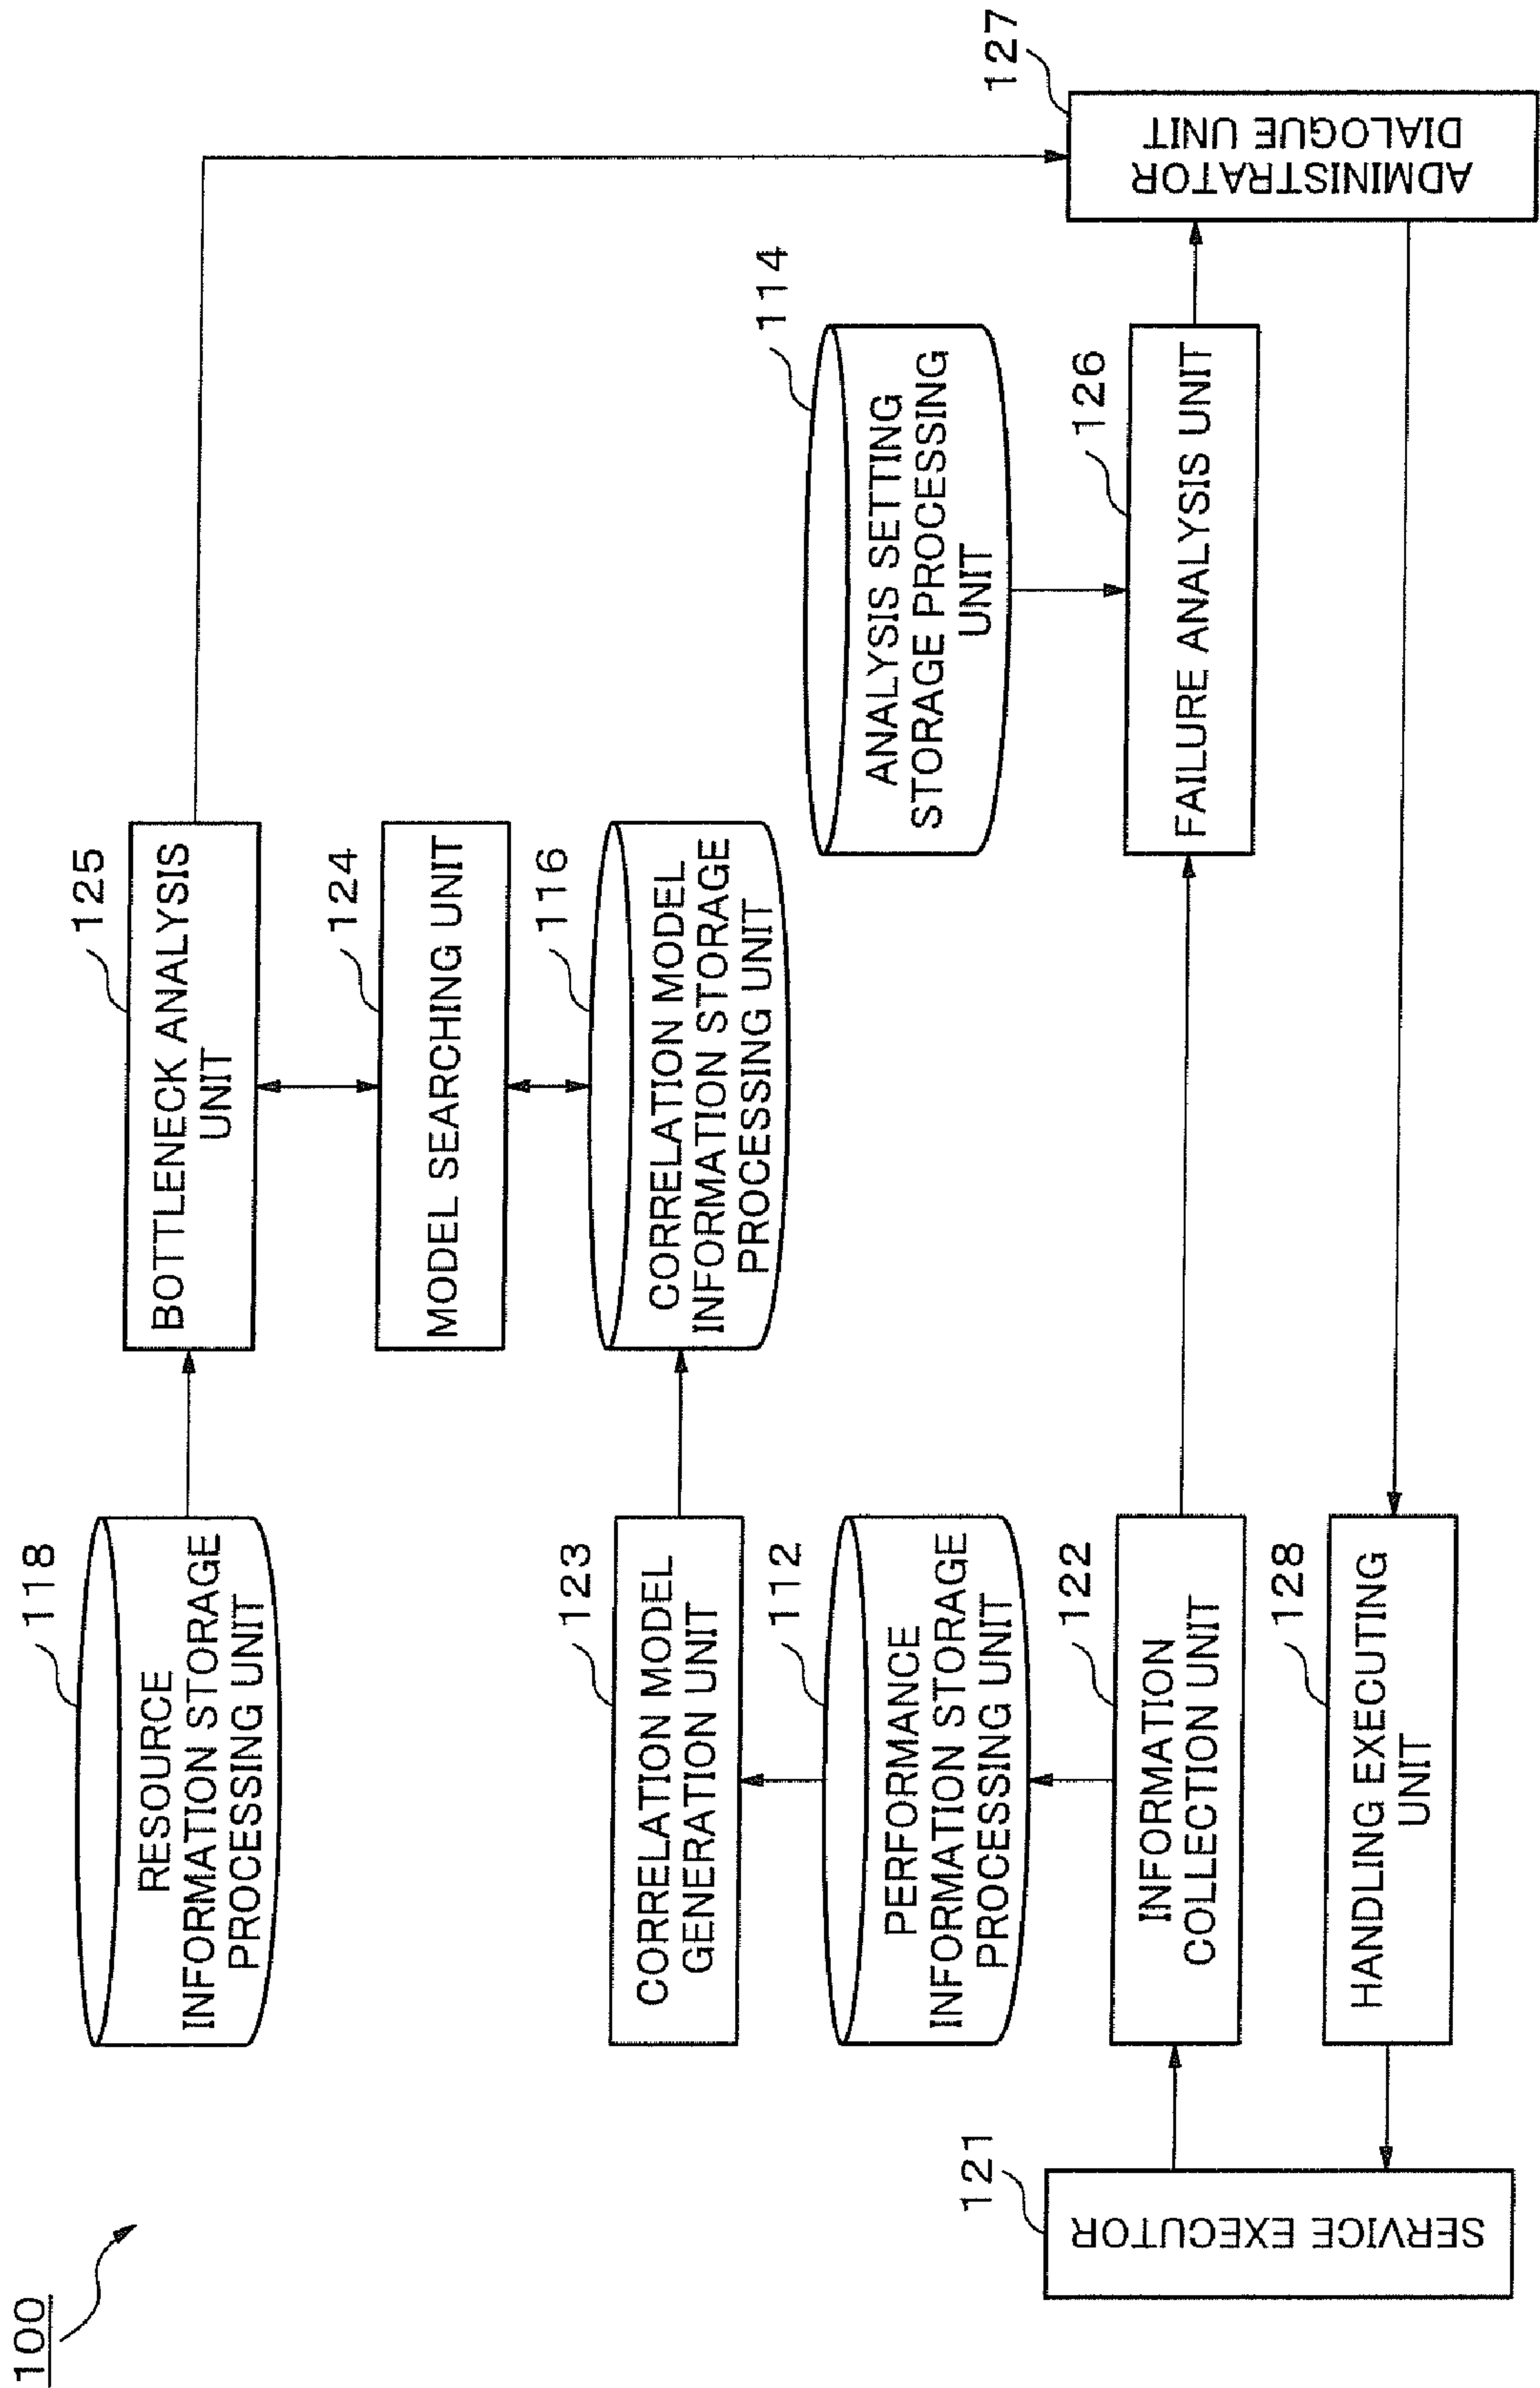 100
118
RESOURCE
INFORMATION STORAGE
PROCESSING UNIT
125
BOTTLENECK ANALYSIS
UNIT
124
MODEL SEARCHING UNIT
123
CORRELATION MODEL
GENERATION UNIT
116
CORRELATION MODEL
INFORMATION STORAGE
PROCESSING UNIT
112
PERFORMANCE
INFORMATION STORAGE
PROCESSING UNIT
114
ANALYSIS SETTING
STORAGE PROCESSING
UNIT
121
SERVICE EXECUTOR
122
INFORMATION
COLLECTION UNIT
126
FAILURE ANALYSIS UNIT
127
ADMINISTRATOR
DIALOGUE UNIT
128
HANDLING EXECUTING
UNIT